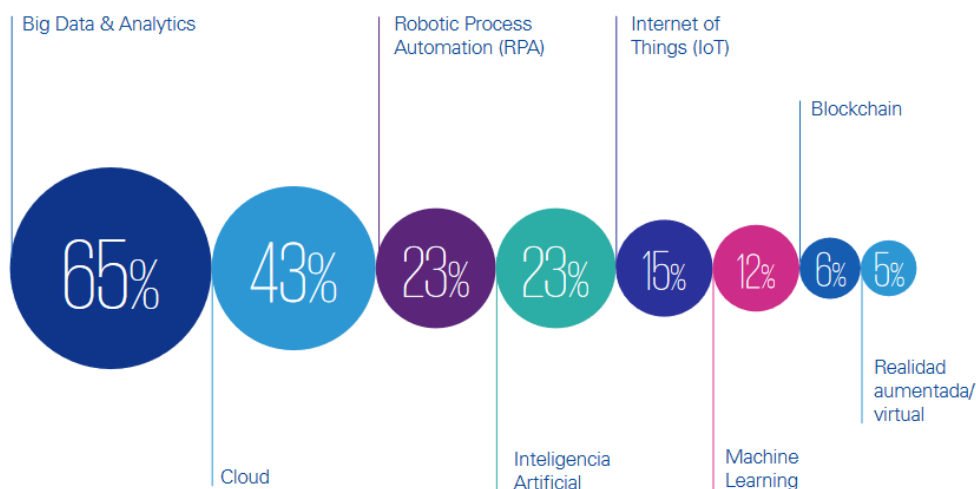 Big Data & Analytics
Robotic Process
Automation (RPA)
Internet of
Things (IoT)
Blockchain
65%
43%
23%
23%
15%
12%
6%
5%
Realidad
aumentada/
virtual
Cloud
Inteligencia
Artificial
Machine
Learning